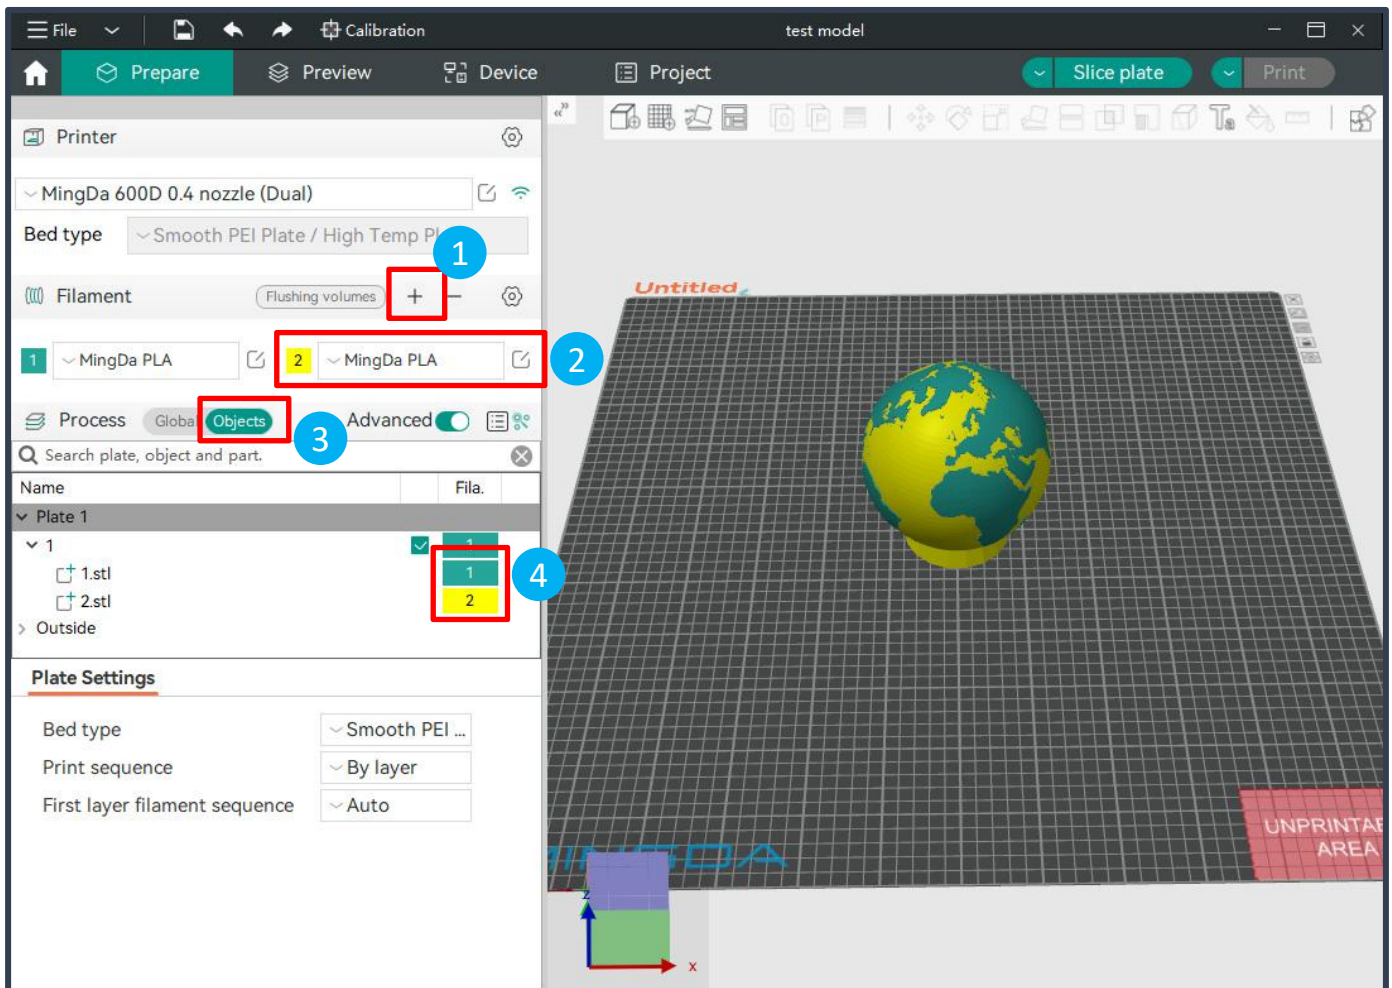 File
Calibration
test model
Prepare
Preview
Device
Project
Slice plate
Print
Printer
MingDa 600D 0.4 nozzle (Dual)
Bed type
Smooth PEI Plate / High Temp Pl
1
Filament
Flushing volumes
1
MingDa PLA
2
MingDa PLA
2
Process
Global
Objects
Advanced
3
Search plate, object and part.
Name
Fila.
Plate 1
1
1
1.stl
1
4
2.stl
2
Outside
Plate Settings
Bed type
Smooth PEI ...
Print sequence
By layer
First layer filament sequence
Auto
Untitled
UNPRINTAB
AREA
MINGDA
z
x